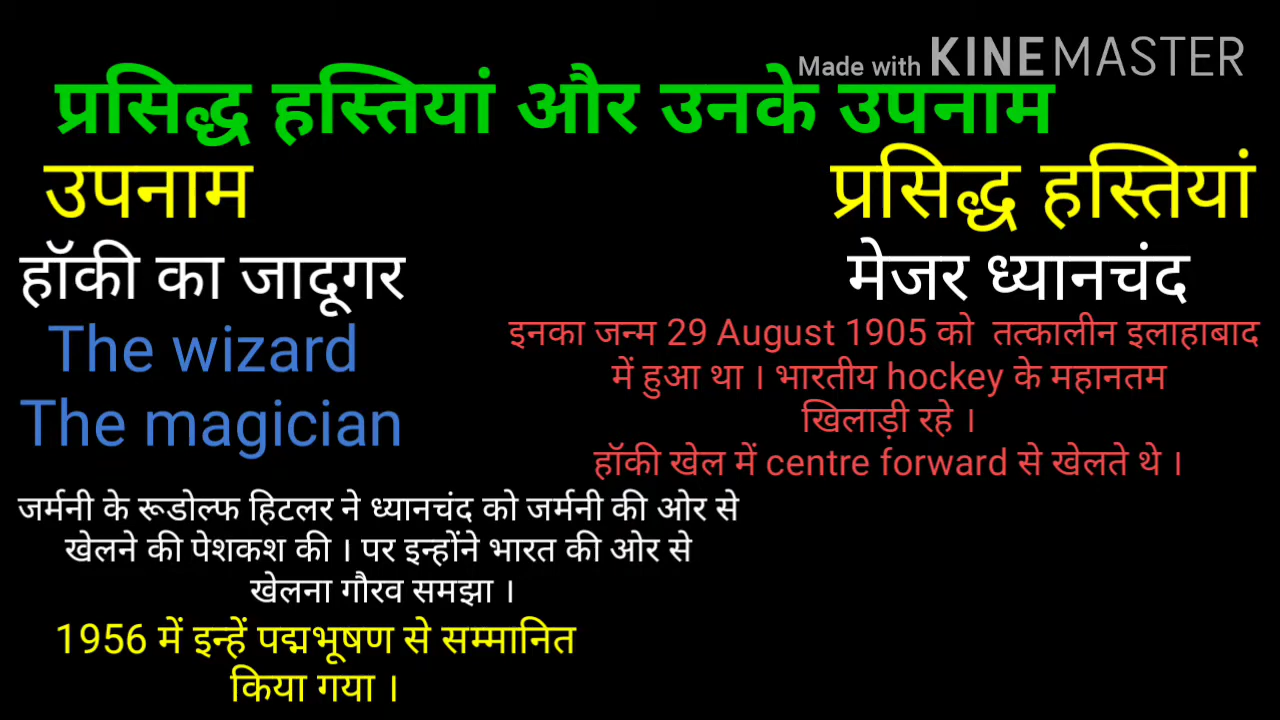 Made with KINEMASTER
प्रसिद्ध हस्तियां और उनके उपनाम
उपनाम
प्रसिद्ध हस्तियां
हॉकी का जादूगर
मेजर ध्यानचंद
The wizard
The magician
इनका जन्म 29 August 1905 को तत्कालीन इलाहाबाद
में हुआ था । भारतीय hockey के महानतम
खिलाड़ी रहे ।
हॉकी खेल में centre forward से खेलते थे ।
जर्मनी के रूडोल्फ हिटलर ने ध्यानचंद को जर्मनी की ओर से
खेलने की पेशकश की । पर इन्होंने भारत की ओर से
खेलना गौरव समझा ।
1956 में इन्हें पद्मभूषण से सम्मानित
किया गया ।